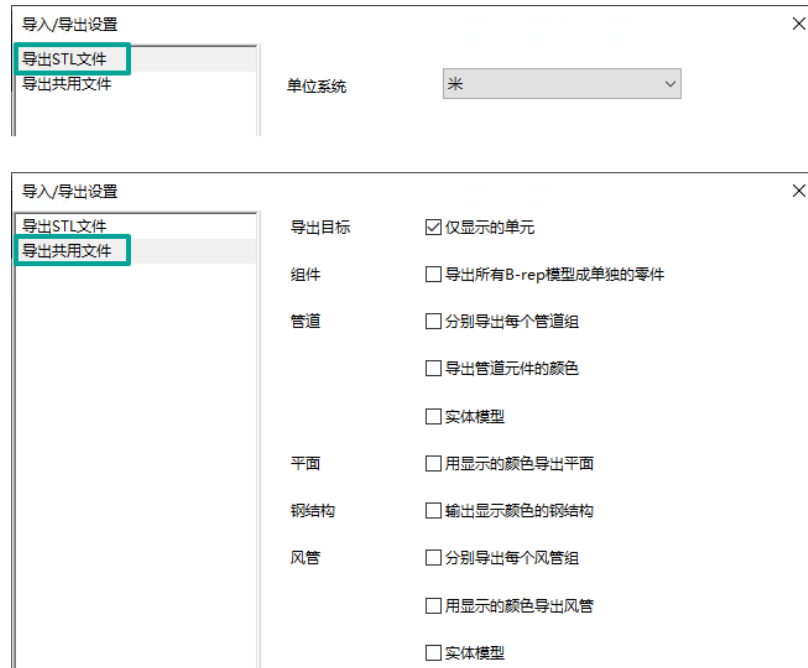 导入/导出设置
导出STL文件
导出共用文件
单位系统 米
导入/导出设置
导出STL文件
导出共用文件
导出目标 仅显示的单元
组件 导出所有B-rep模型成单独的零件
管道 分别导出每个管道组
导出管道元件的颜色
实体模型
平面 用显示的颜色导出平面
钢结构 输出显示颜色的钢结构
风管 分别导出每个风管组
用显示的颜色导出风管
实体模型